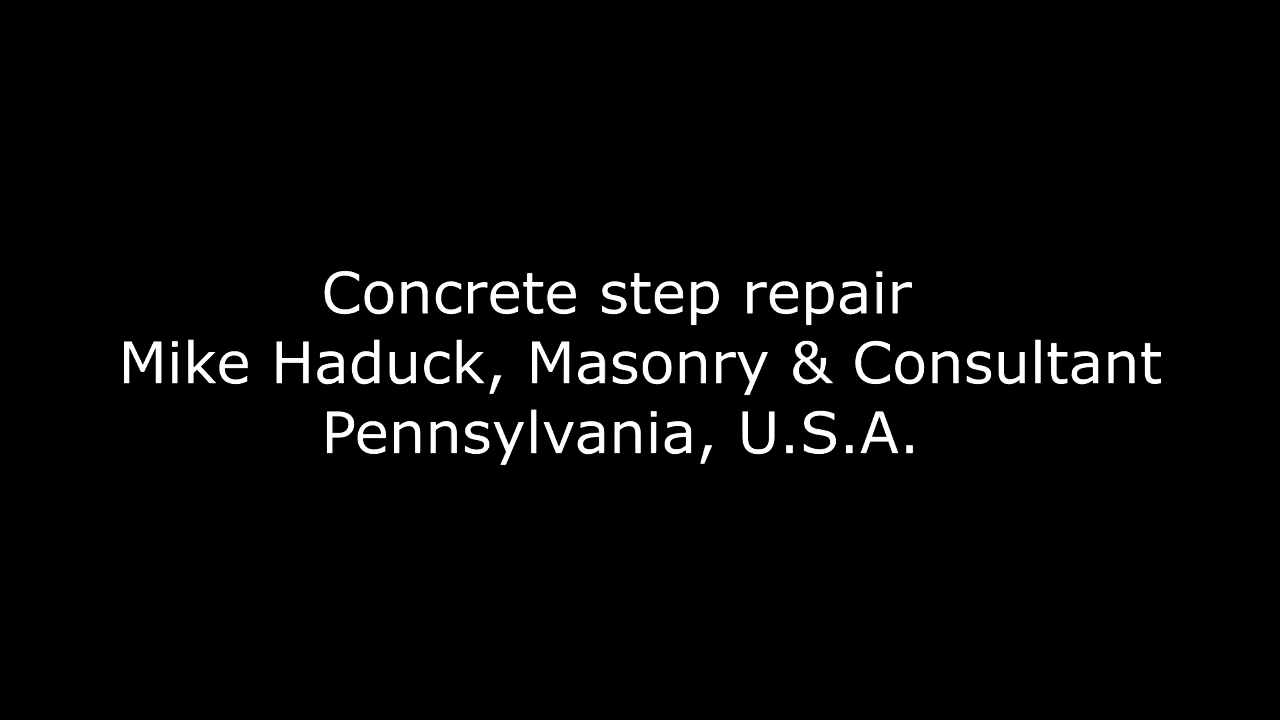 Concrete step repair
Mike Haduck, Masonry & Consultant
Pennsylvania, U.S.A.